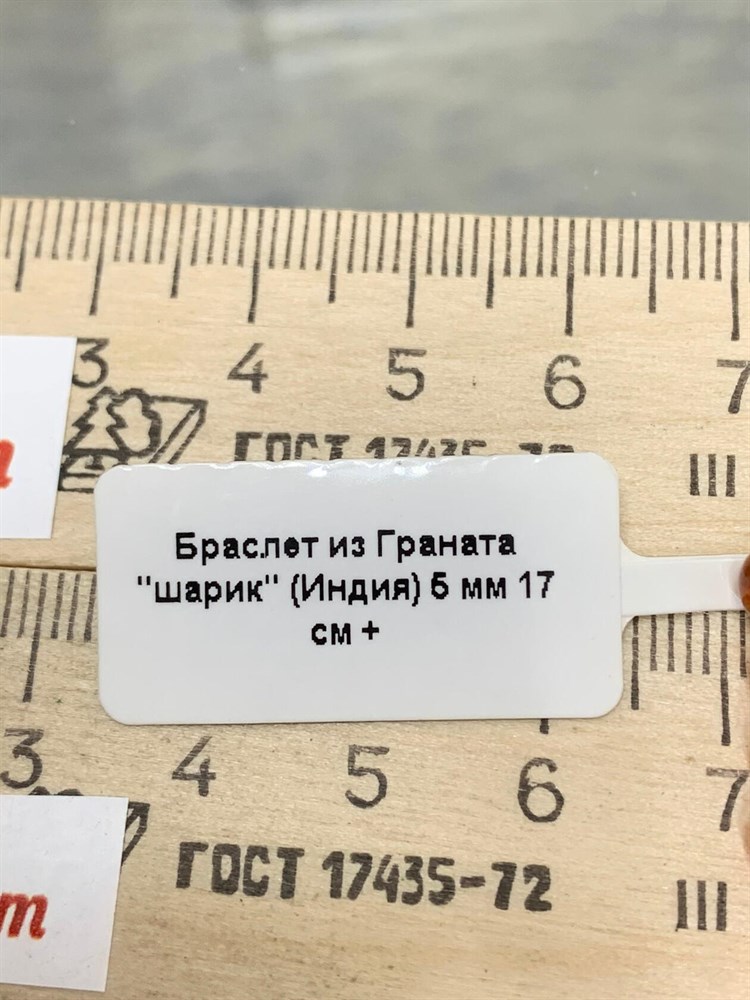 3 4 5 6 7
ГОСТ 17435-72
III
т
Браслет из Граната
"шарик" (Индия) 6 мм 17
см +
3 4 5 6 7
ГОСТ 17435-72
III
т